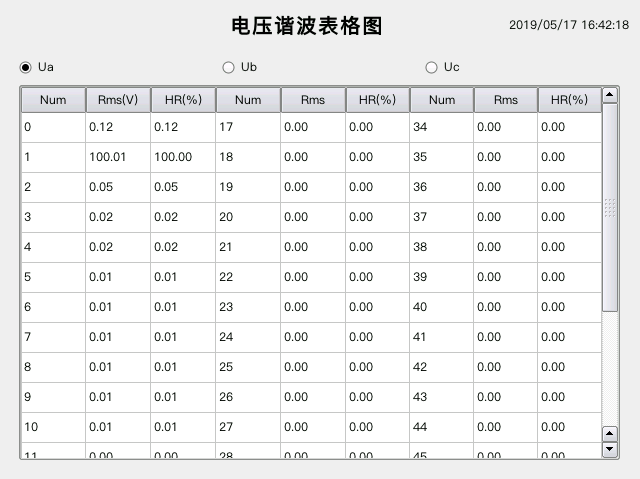 电压谐波表格图
2019/05/17 16:42:18
Ua Ub Uc
Num Rms(V) HR(%) Num Rms HR(%) Num Rms HR(%)
0 0.12 0.12 17 0.00 0.00 34 0.00 0.00
1 100.01 100.00 18 0.00 0.00 35 0.00 0.00
2 0.05 0.05 19 0.00 0.00 36 0.00 0.00
3 0.02 0.02 20 0.00 0.00 37 0.00 0.00
4 0.02 0.02 21 0.00 0.00 38 0.00 0.00
5 0.01 0.01 22 0.00 0.00 39 0.00 0.00
6 0.01 0.01 23 0.00 0.00 40 0.00 0.00
7 0.01 0.01 24 0.00 0.00 41 0.00 0.00
8 0.01 0.01 25 0.00 0.00 42 0.00 0.00
9 0.01 0.01 26 0.00 0.00 43 0.00 0.00
10 0.01 0.01 27 0.00 0.00 44 0.00 0.00
11 0.00 0.00 28 0.00 0.00 45 0.00 0.00